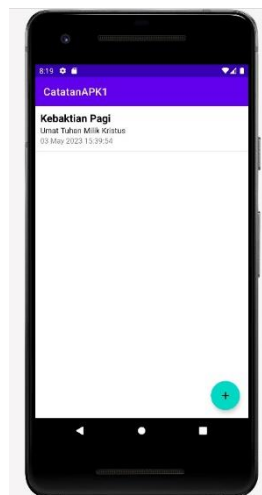 8:19
CatatanAPK1
Kebaktian Pagi
Umat Tuhan Milik Kristus
03 May 2023 15:39:54
+